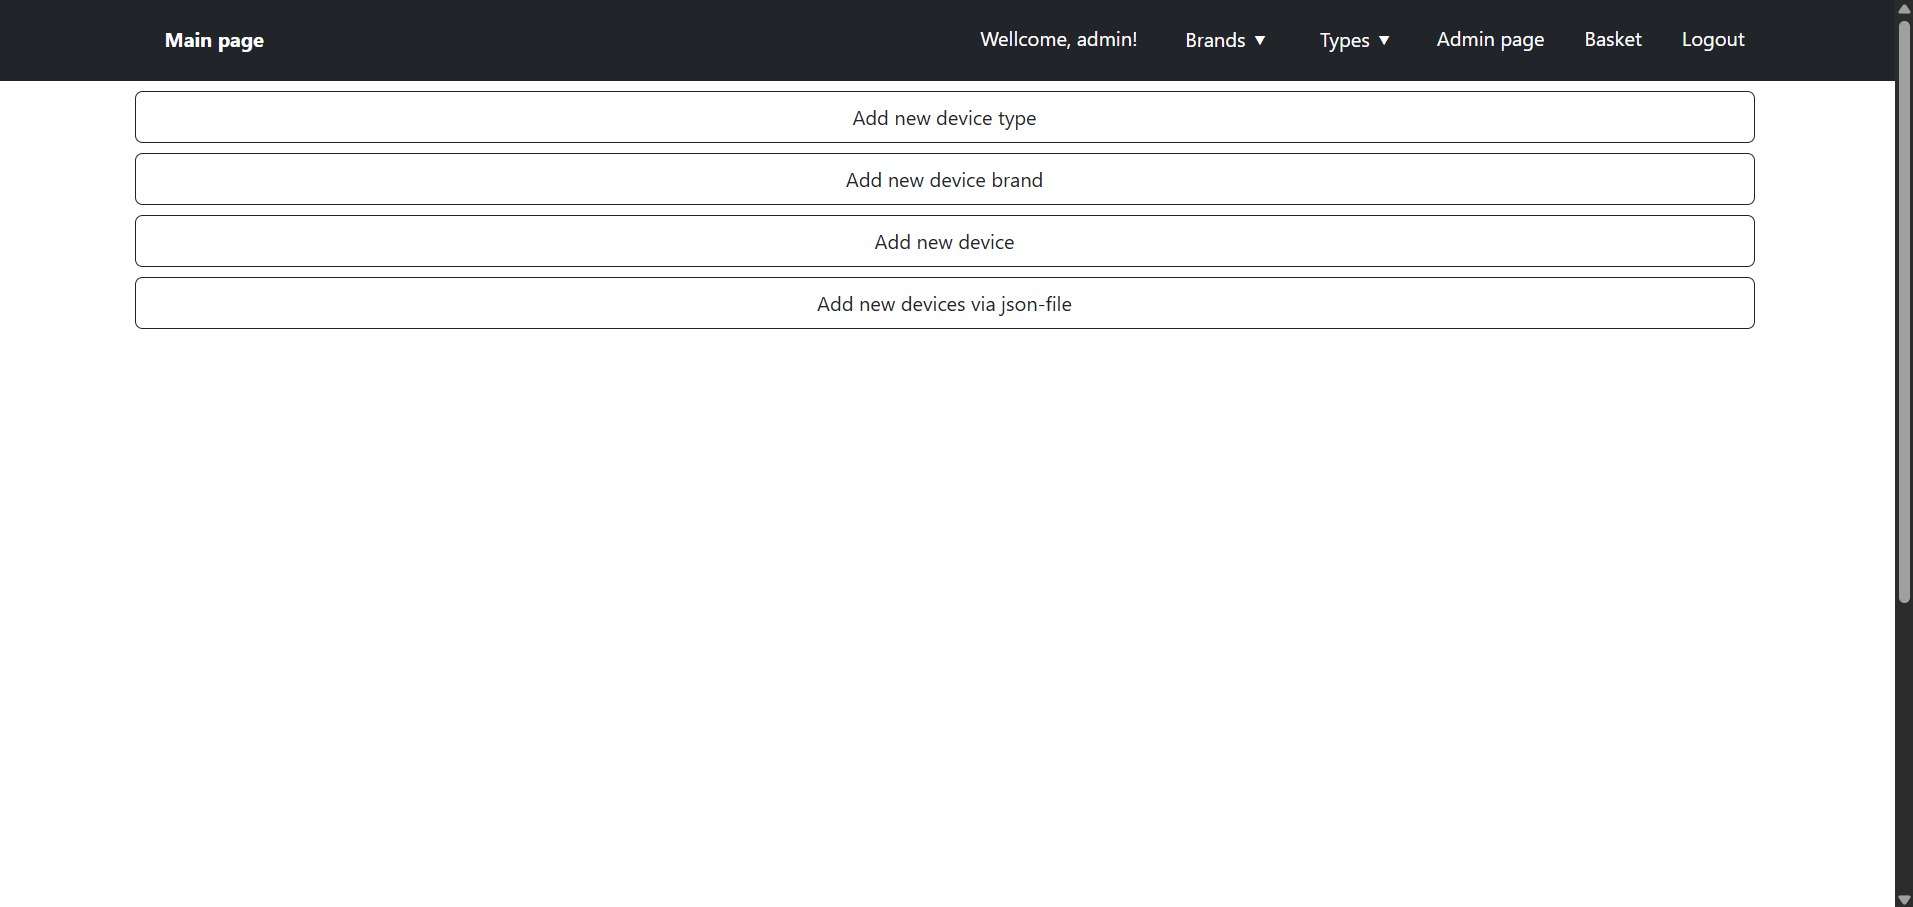 Main page
Wellcome, admin!
Brands ▼
Types ▼
Admin page
Basket
Logout
Add new device type
Add new device brand
Add new device
Add new devices via json-file